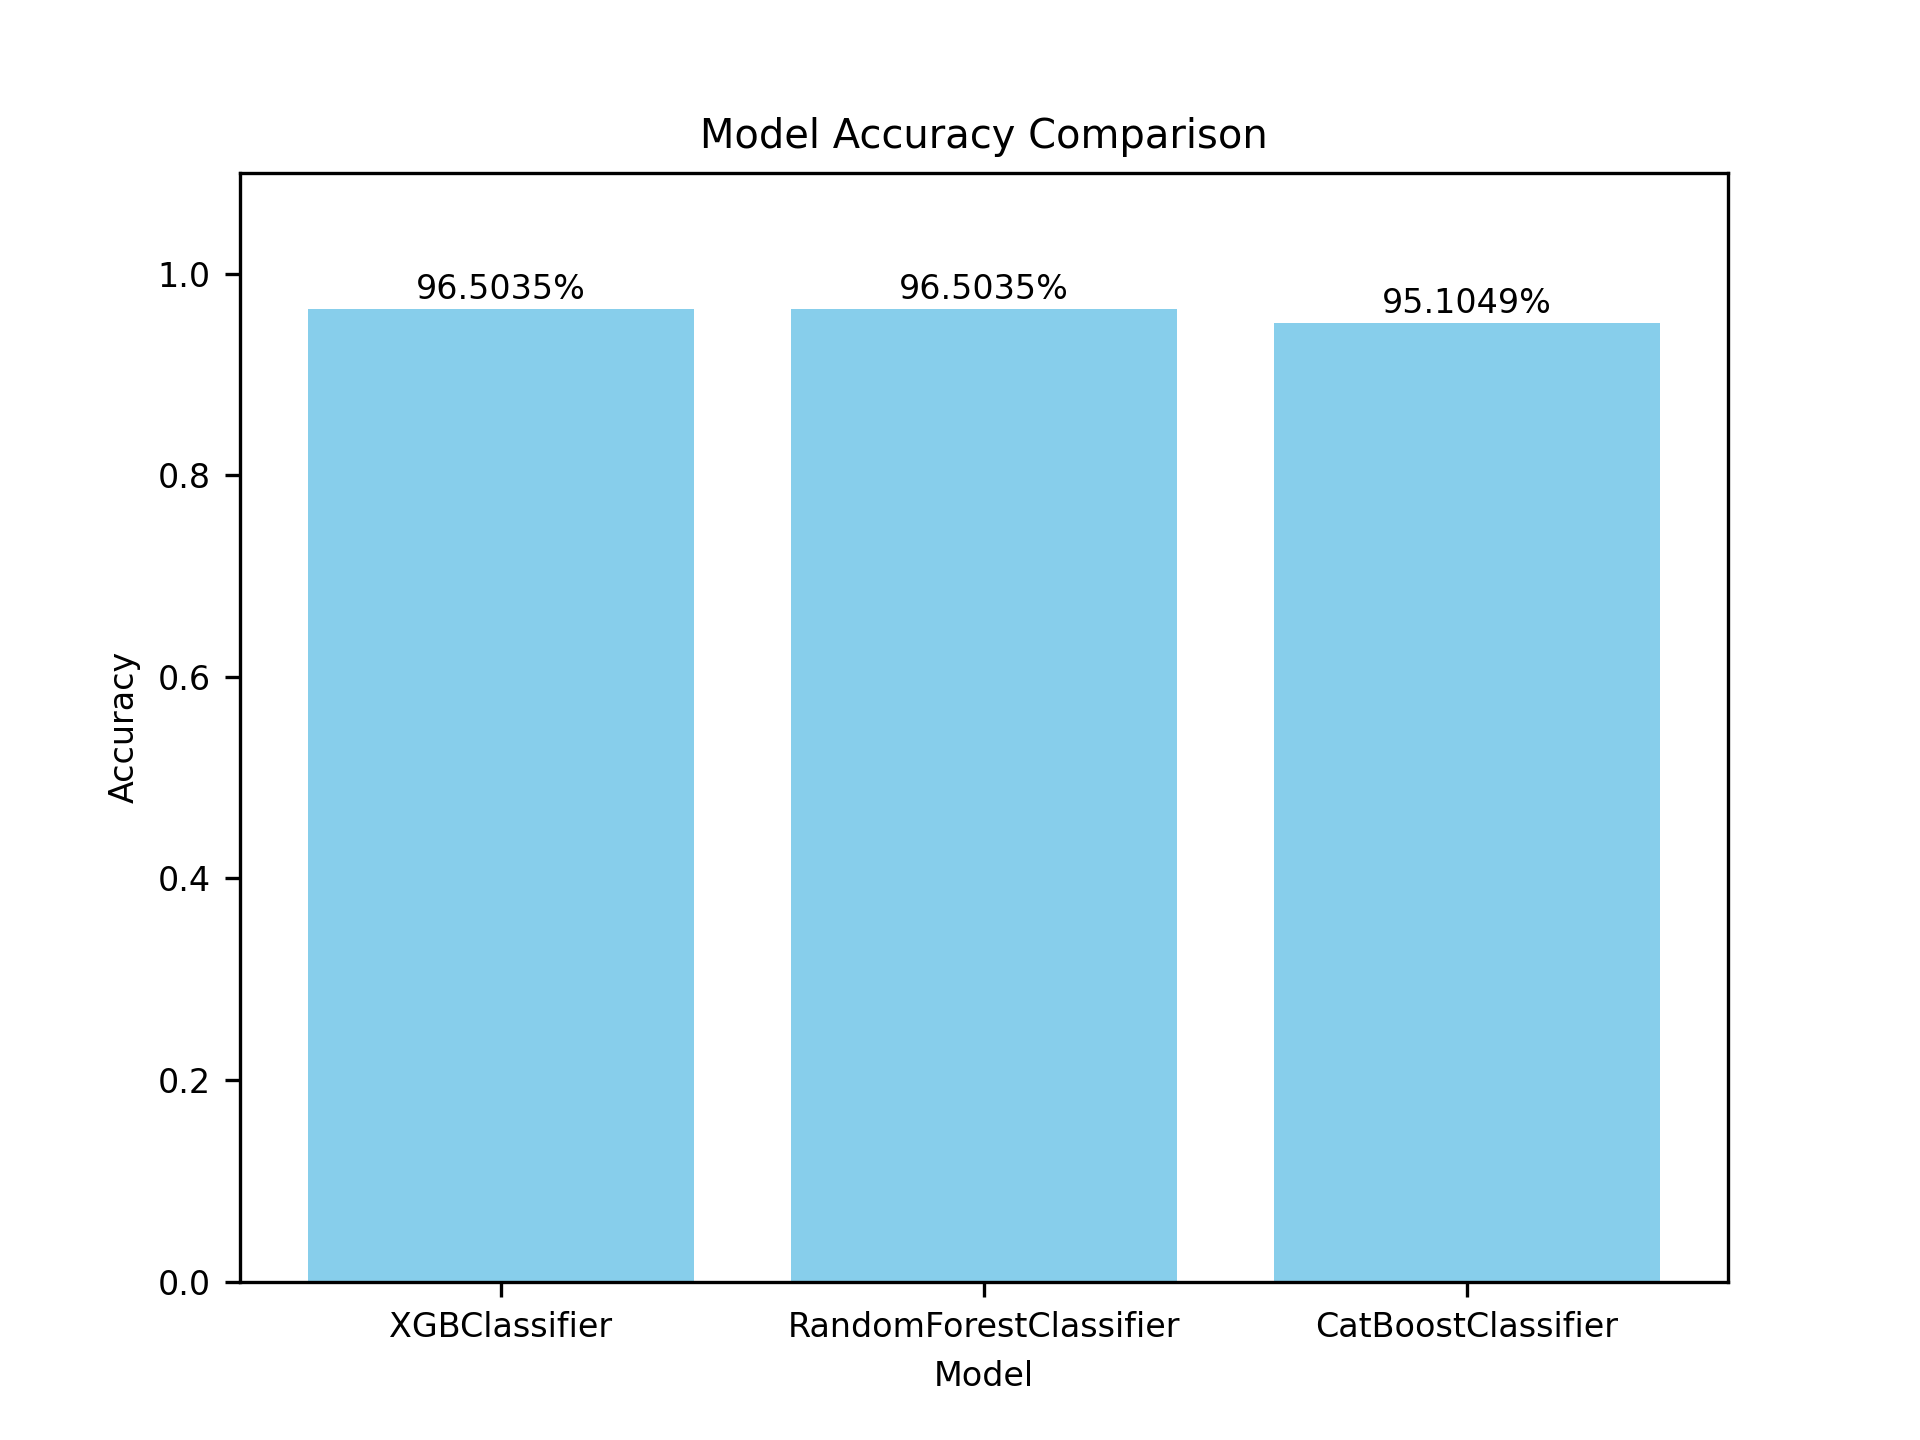 Model Accuracy Comparison
96.5035% 96.5035% 95.1049%
1.0
0.8
0.6
0.4
0.2
0.0
Accuracy
XGBClassifier RandomForestClassifier CatBoostClassifier
Model